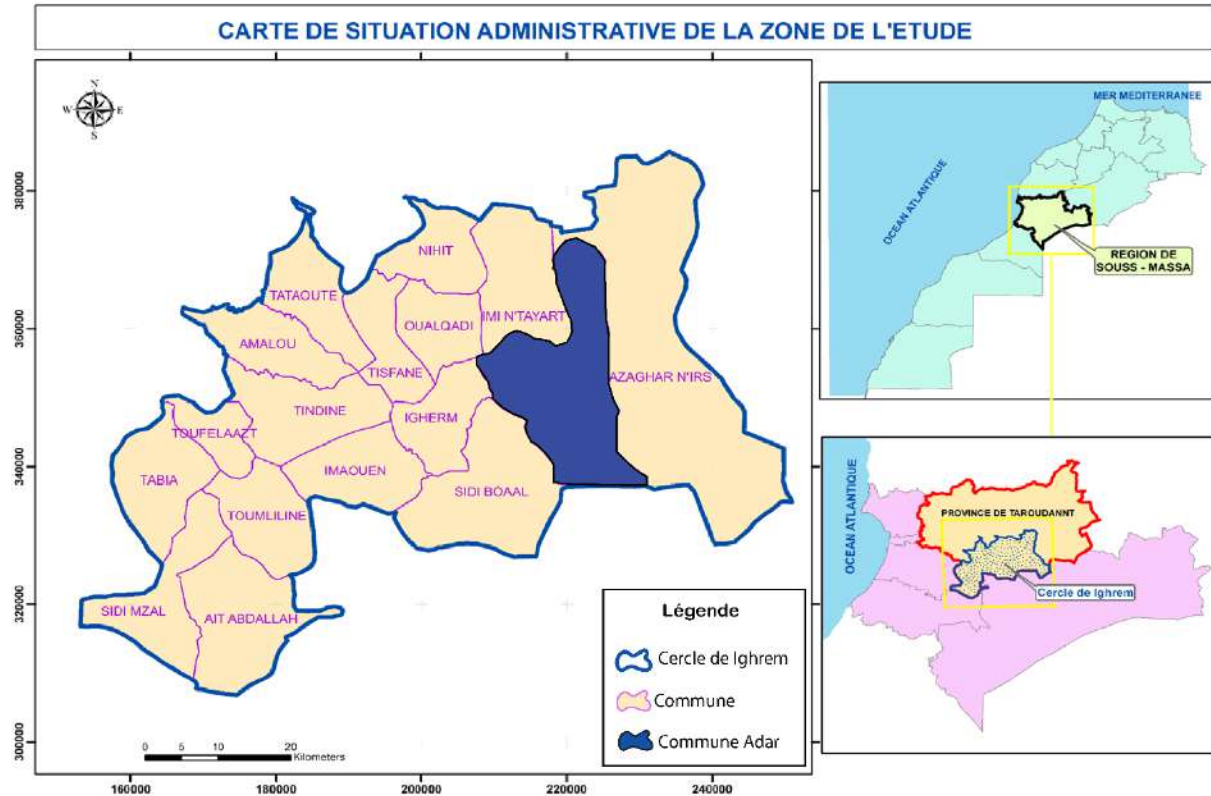 CARTE DE SITUATION ADMINISTRATIVE DE LA ZONE DE L'ETUDE
N
W
E
S
380000
360000
340000
320000
300000
NIHIT
TATAOUTE
OUALQADI
IMI N'TAYART
AMALOU
TISFANE
AZAGHAR N'IRS
TINDINE
IGHERM
TOUFELAAZT
IMAOUEN
TABIA
SIDI BOAAL
TOUMLILINE
SIDI MZAL
AIT ABDALLAH
0 5 10 20
Kilometers
160000
180000
200000
220000
240000
Légende
Cercle de Ighrem
Commune
Commune Adar
MER MEDITERRANEE
OCEAN ATLANTIQUE
REGION DE
SOUSS - MASSA
OCEAN ATLANTIQUE
PROVINCE DE TAROUDANNT
Cercle de Ighrem